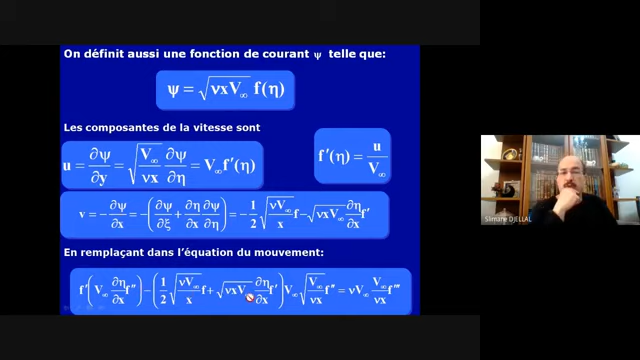 On définit aussi une fonction de courant ψ telle que:
ψ = √(νxV∞) f(η)
Les composantes de la vitesse sont
u = ∂ψ/∂y = √(V∞/νx) ∂ψ/∂η = V∞f′(η)
f′(η) = u/V∞
v = −∂ψ/∂x = −(∂ψ/∂ξ + ∂η/∂x ∂ψ/∂η) = −1/2 √(νV∞/x) f − √(νxV∞) ∂η/∂x f′
En remplaçant dans l'équation du mouvement:
f′(V∞ ∂η/∂x f″) − (1/2 √(νV∞/x) f + √(νxV∞) ∂η/∂x f′) V∞ √(V∞/νx) f″ = νV∞ V∞/νx f‴
Slimane DJELLAL